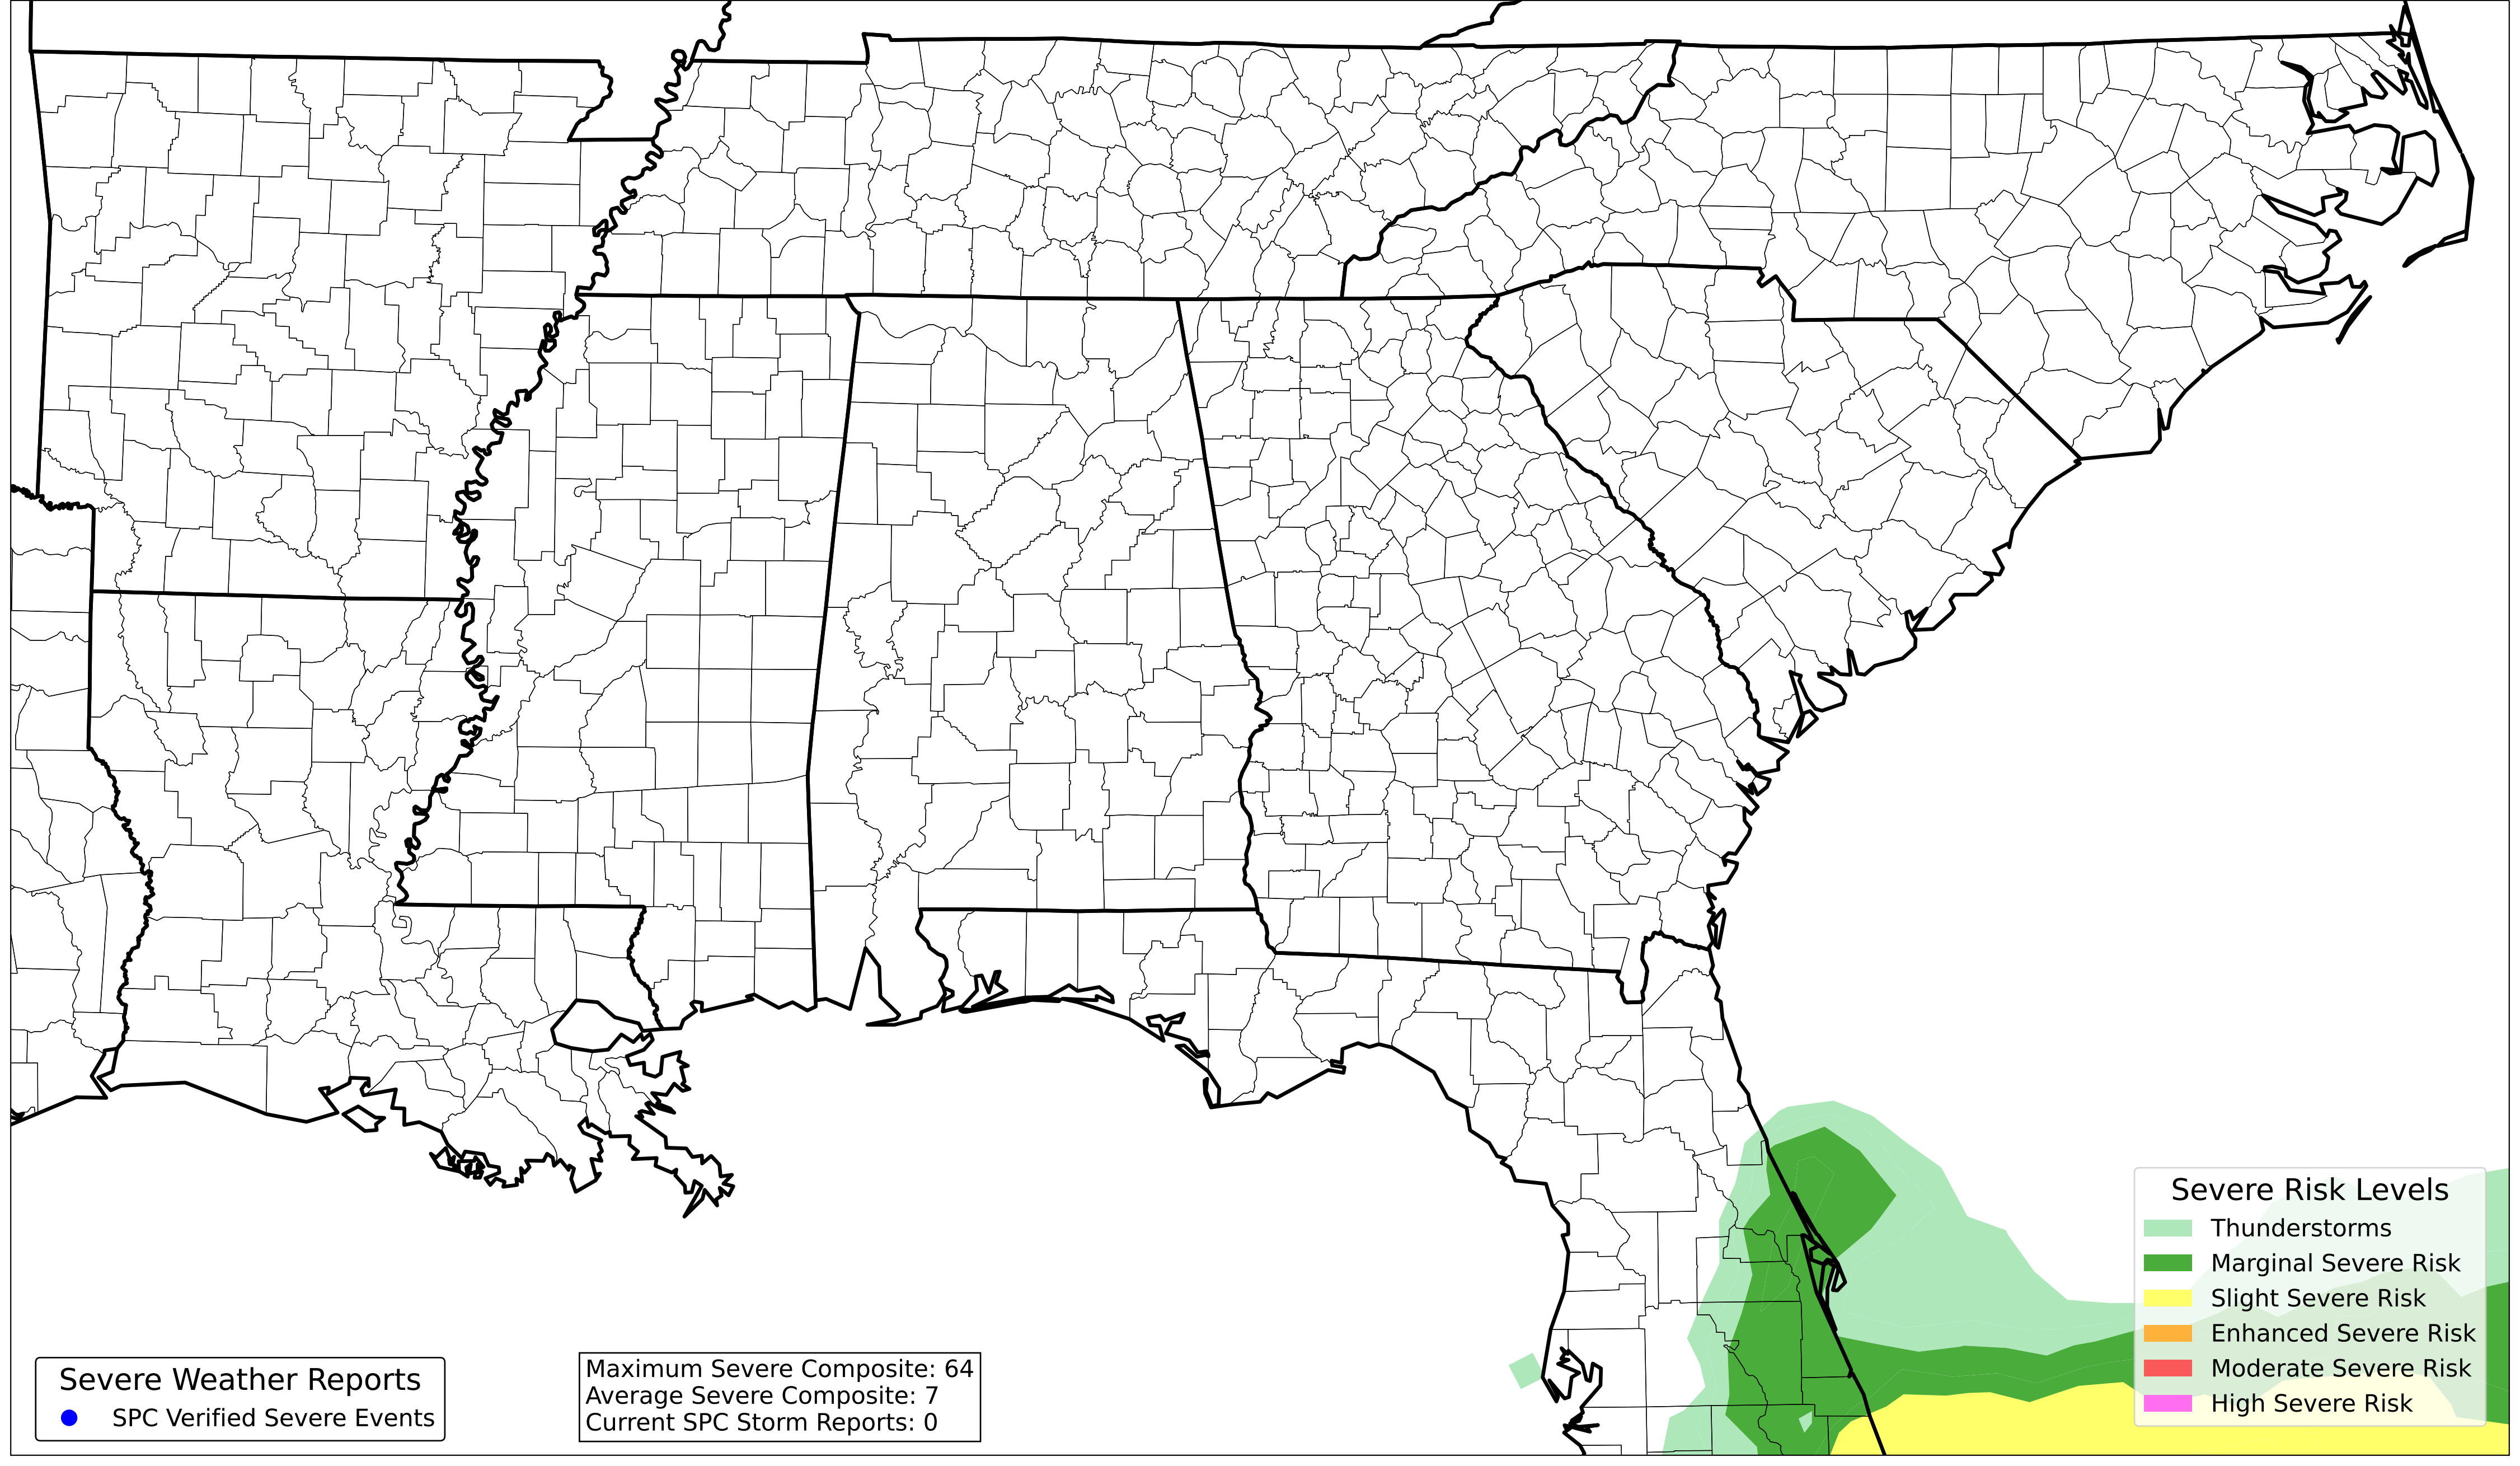 Severe Weather Reports
SPC Verified Severe Events
Maximum Severe Composite: 64
Average Severe Composite: 7
Current SPC Storm Reports: 0
Severe Risk Levels
Thunderstorms
Marginal Severe Risk
Slight Severe Risk
Enhanced Severe Risk
Moderate Severe Risk
High Severe Risk